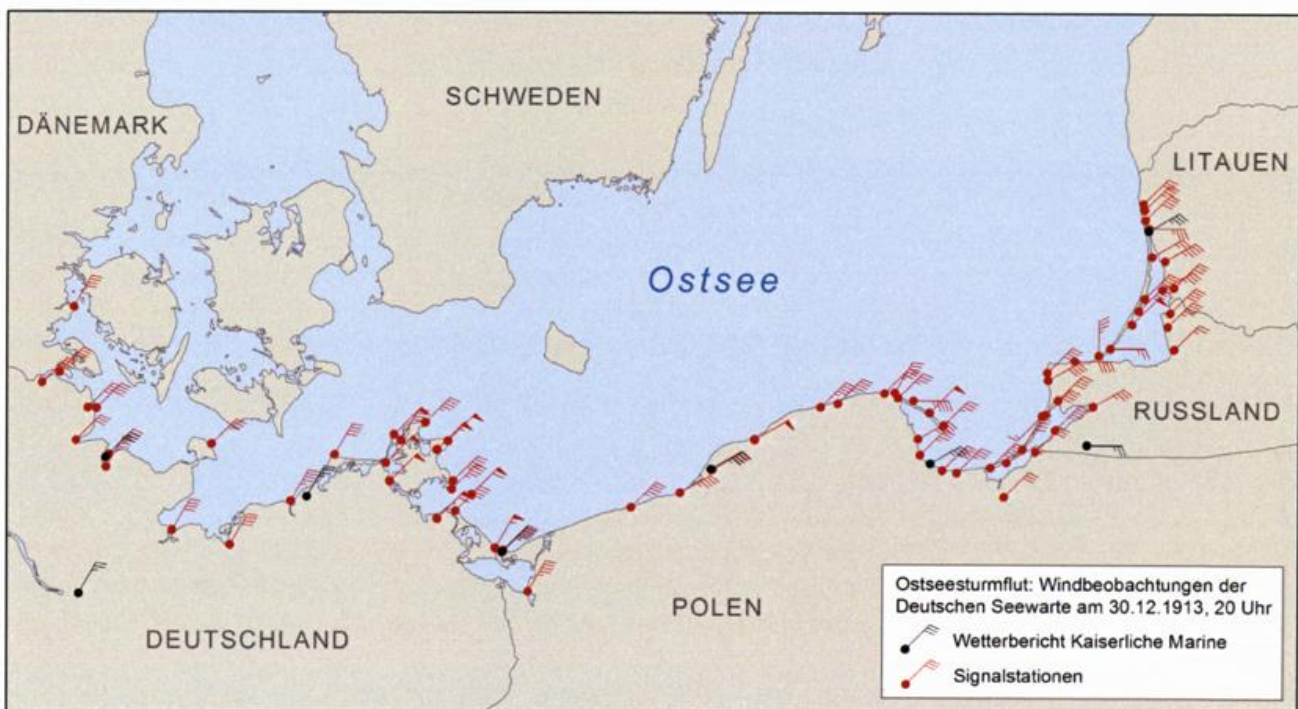 SCHWEDEN
DÄNEMARK
LITAUEN
Ostsee
RUSSLAND
POLEN
DEUTSCHLAND
Ostseesturmflut: Windbeobachtungen der
Deutschen Seewarte am 30.12.1913, 20 Uhr
Wetterbericht Kaiserliche Marine
Signalstationen